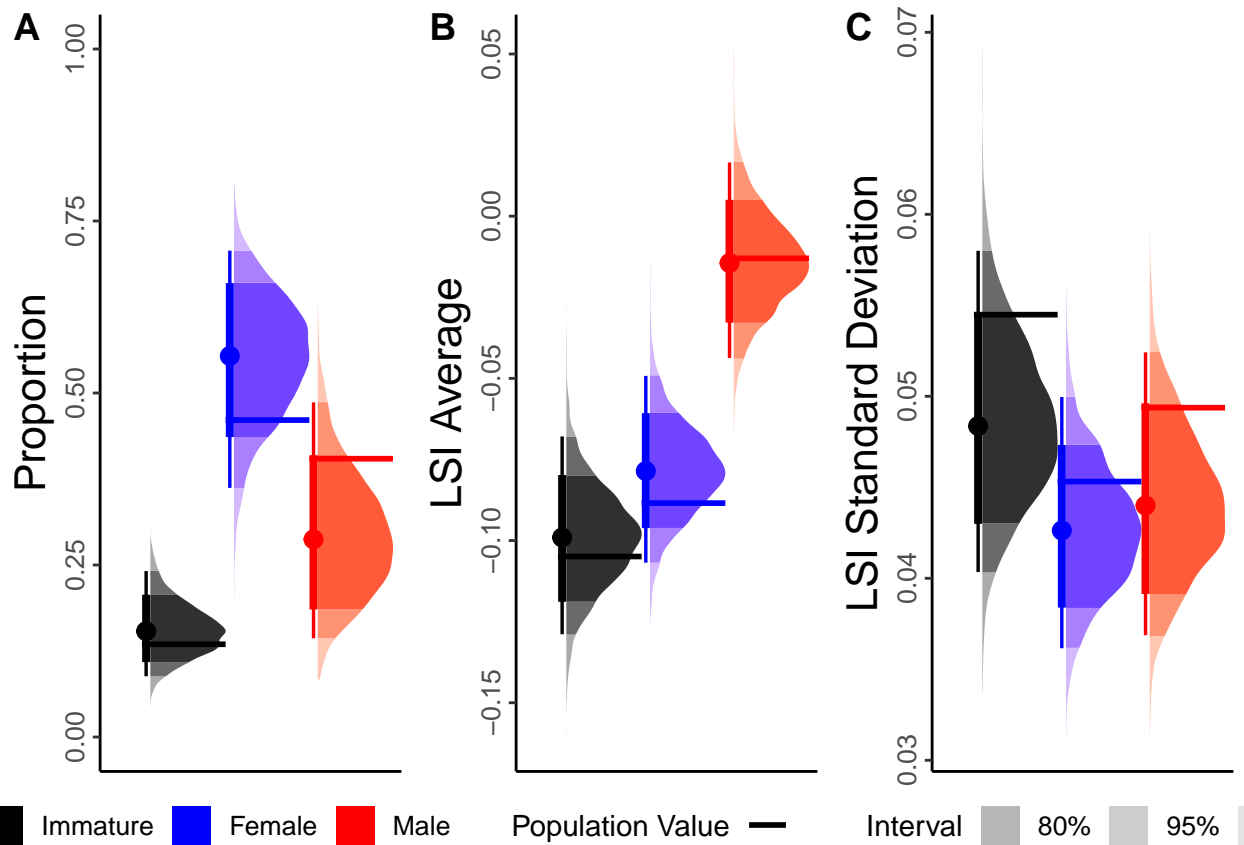 A
Proportion
1.00
0.75
0.50
0.25
0.00
B
LSI Average
0.05
0.00
−0.05
−0.10
−0.15
C
LSI Standard Deviation
0.07
0.06
0.05
0.04
0.03
Immature Female Male Population Value Interval 80% 95%